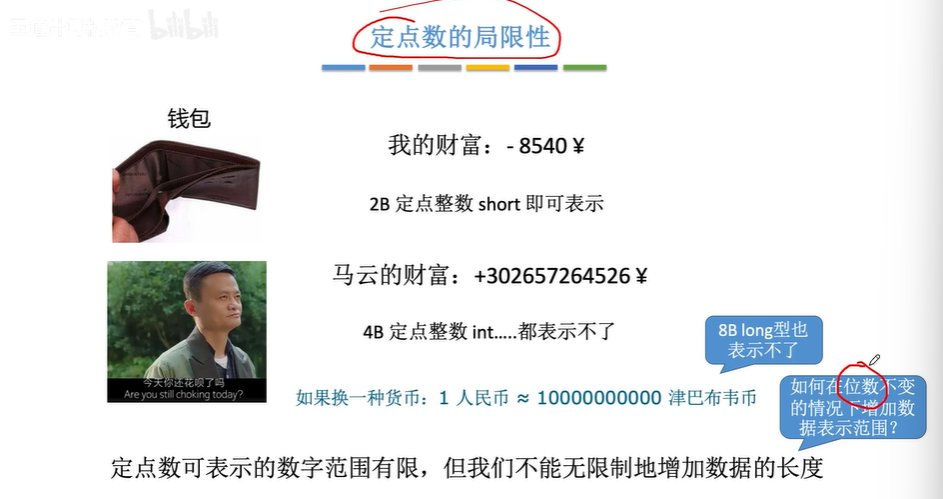 bilibili
定点数的局限性
钱包
我的财富：- 8540 ¥
2B 定点整数 short 即可表示
马云的财富：+302657264526 ¥
4B 定点整数 int…..都表示不了
8B long型也
表示不了
今天你还花呗了吗
Are you still choking today?
如果换一种货币：1 人民币 ≈ 10000000000 津巴布韦币
如何在位数不变
的情况下增加数
据表示范围？
定点数可表示的数字范围有限，但我们不能无限制地增加数据的长度